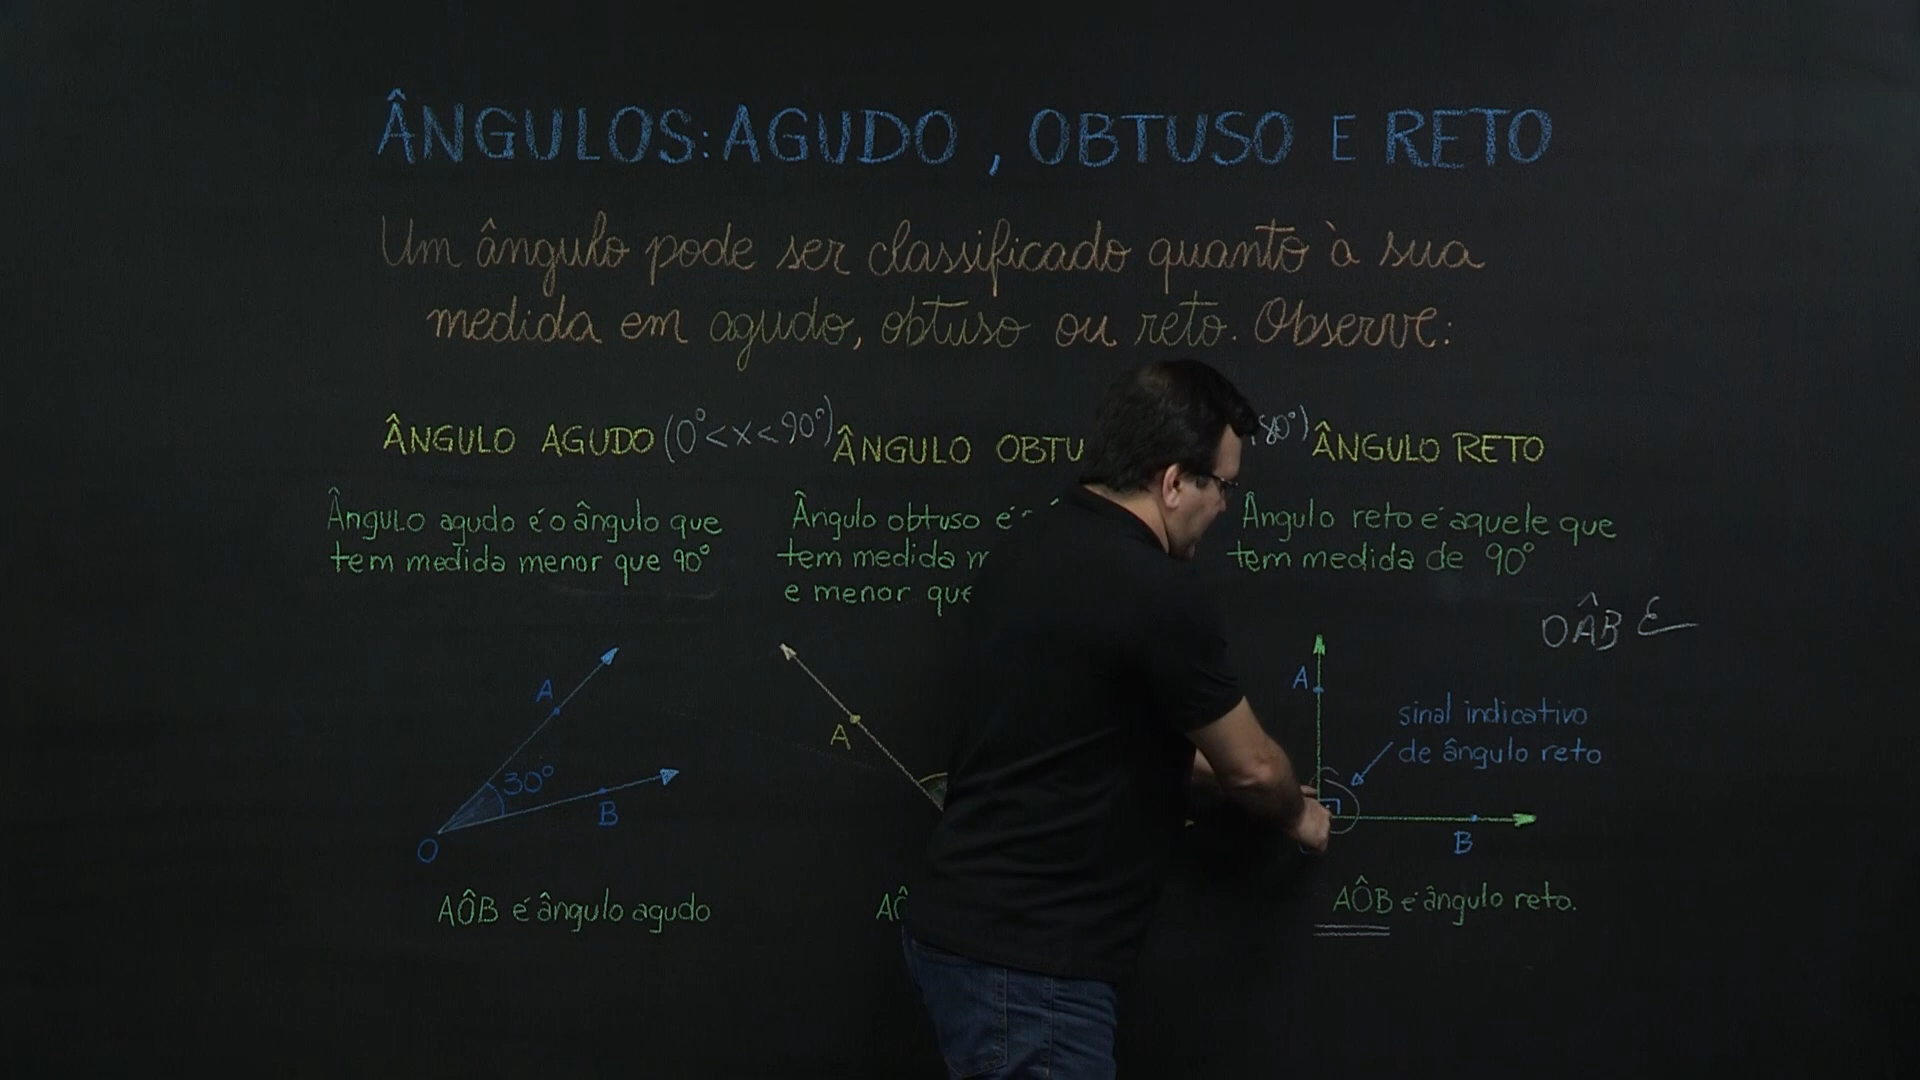 ÂNGULOS: AGUDO, OBTUSO E RETO
Um ângulo pode ser classificado quanto à sua
medida em agudo, obtuso ou reto. Observe:
ÂNGULO AGUDO (0°<x<90°)
Ângulo agudo é o ângulo que
tem medida menor que 90°
A
30°
B
O
AÔB é ângulo agudo
ÂNGULO
80°)
Ângulo obtuso é
tem medida
e menor que
A
ÂNGULO RETO
Ângulo reto é aquele que
tem medida de 90°
OÂB
A
sinal indicativo
de ângulo reto
B
AÔB é ângulo reto.